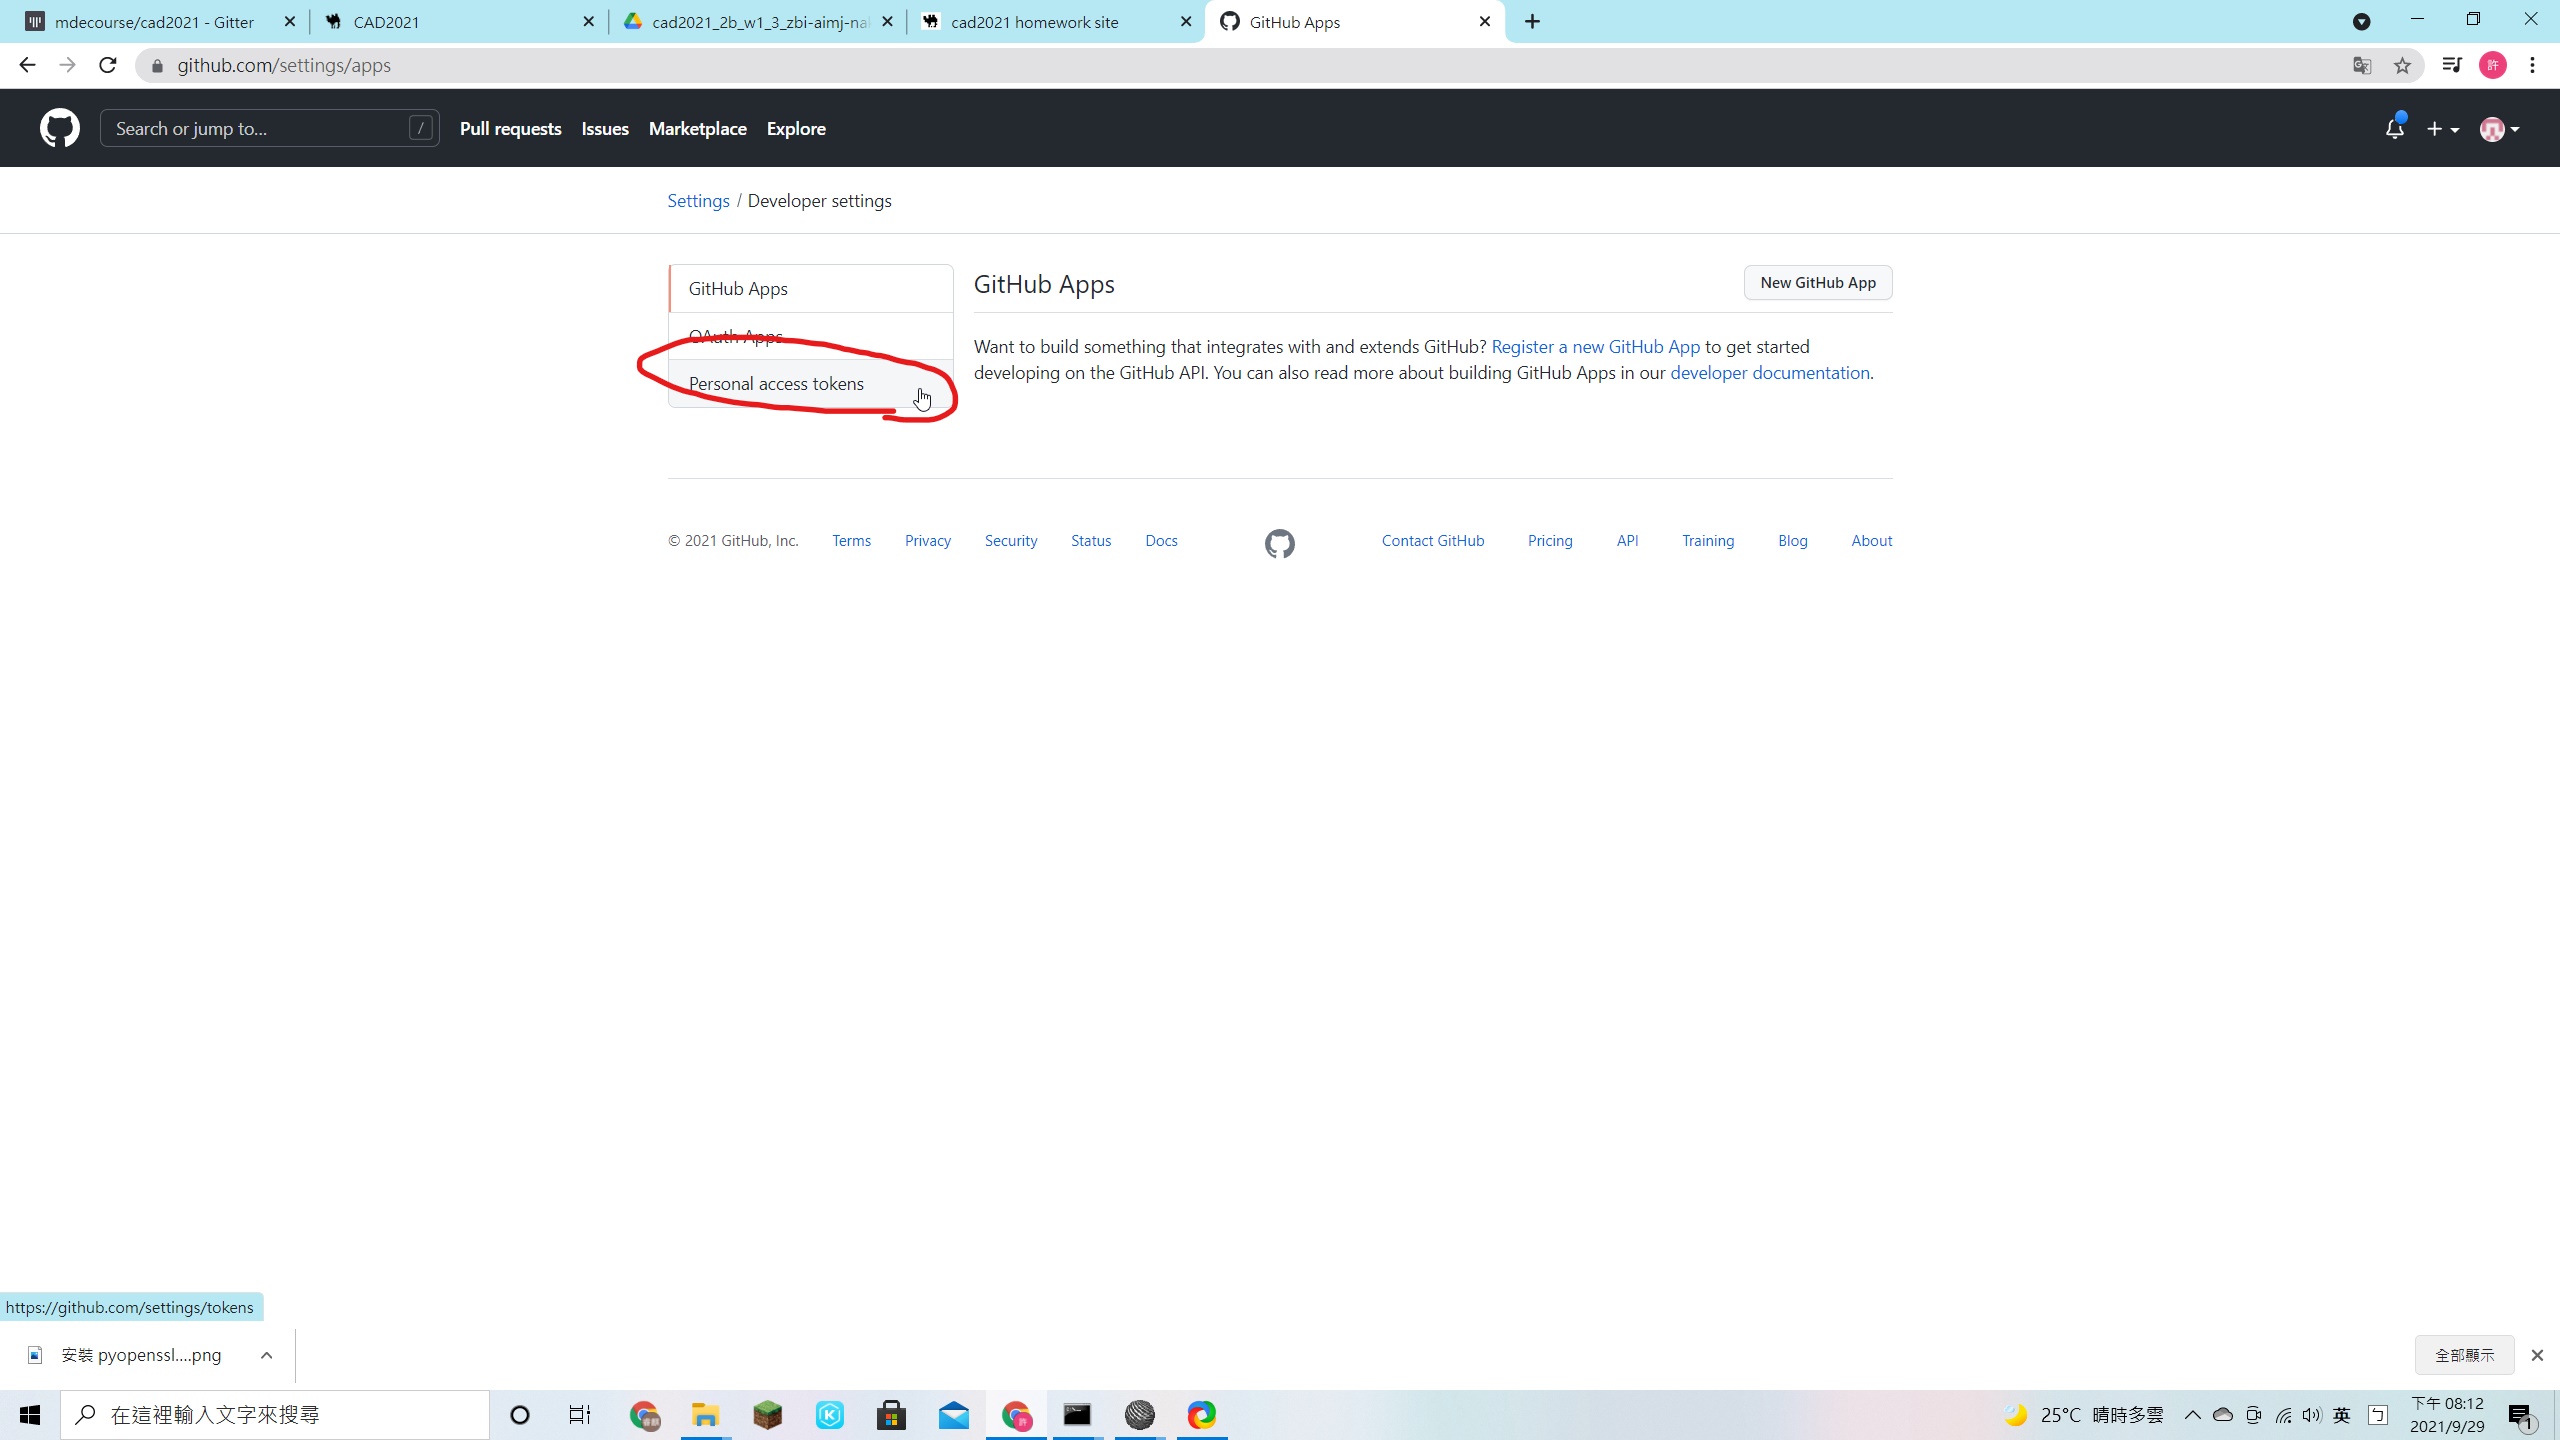 mdecourse/cad2021 - Gitter
CAD2021
cad2021_2b_w1_3_zbi-aimj-na
cad2021 homework site
GitHub Apps
github.com/settings/apps
許
Search or jump to...
/
Pull requests
Issues
Marketplace
Explore
Settings / Developer settings
GitHub Apps
OAuth Apps
Personal access tokens
GitHub Apps
New GitHub App
Want to build something that integrates with and extends GitHub? Register a new GitHub App to get started
developing on the GitHub API. You can also read more about building GitHub Apps in our developer documentation.
© 2021 GitHub, Inc.
Terms
Privacy
Security
Status
Docs
Contact GitHub
Pricing
API
Training
Blog
About
https://github.com/settings/tokens
安裝 pyopenssl....png
全部顯示
在這裡輸入文字來搜尋
25°C 晴時多雲
英
ㄅ
下午 08:12
2021/9/29
1